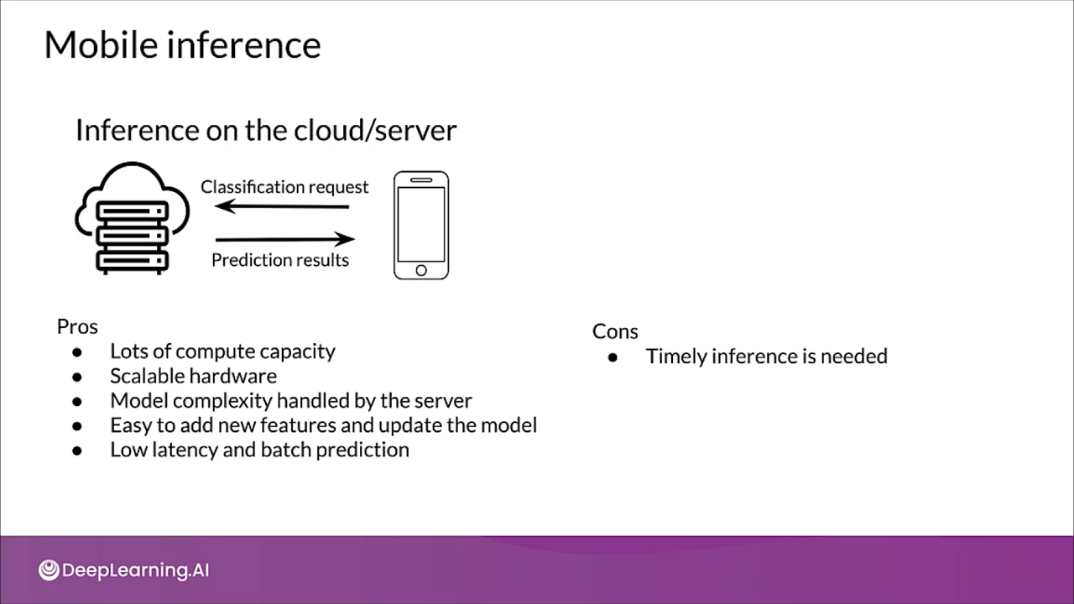 Mobile inference
Inference on the cloud/server
Classification request
Prediction results
Pros
● Lots of compute capacity
● Scalable hardware
● Model complexity handled by the server
● Easy to add new features and update the model
● Low latency and batch prediction
Cons
● Timely inference is needed
DeepLearning.AI